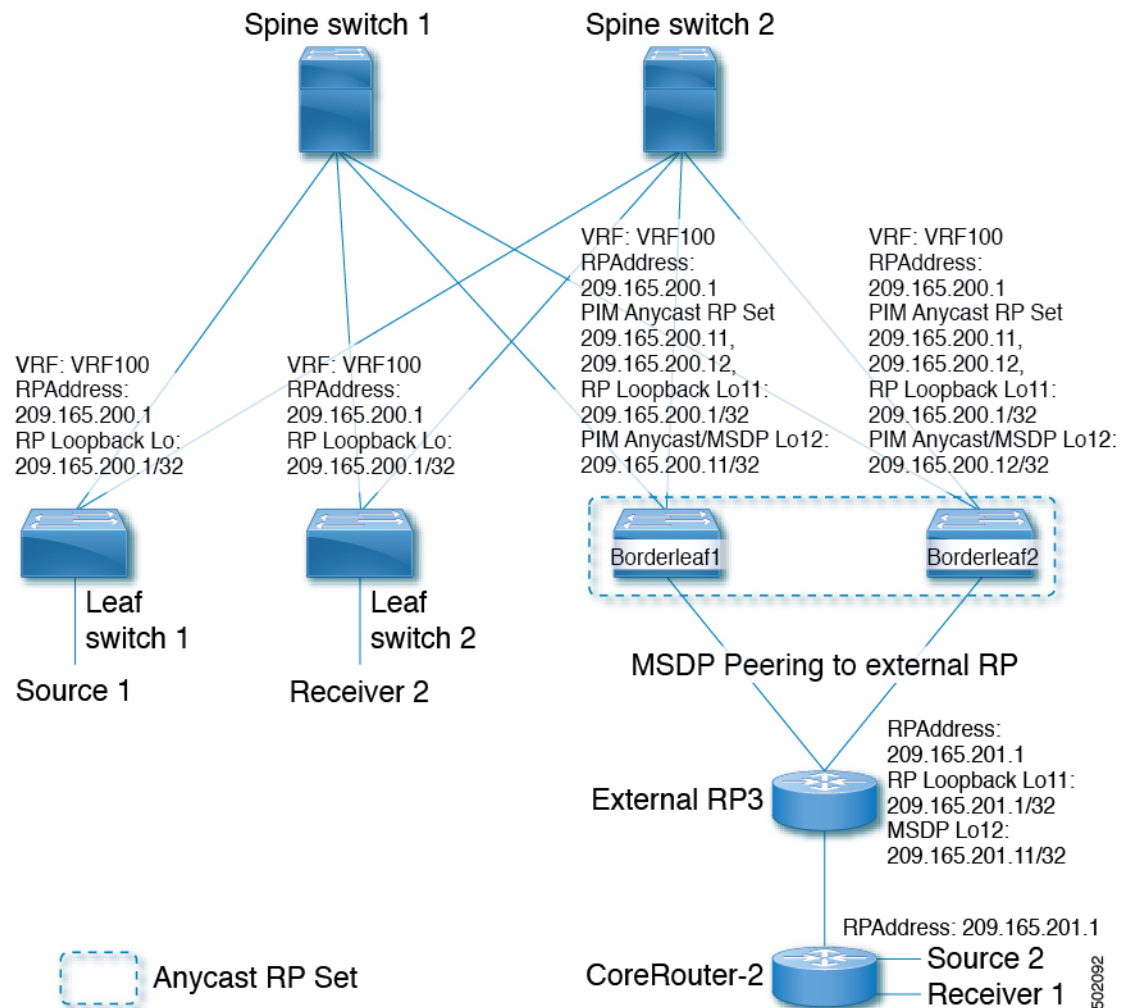 Spine switch 1
Spine switch 2
VRF: VRF100
RPAddress:
209.165.200.1
RP Loopback Lo:
209.165.200.1/32
VRF: VRF100
RPAddress:
209.165.200.1
RP Loopback Lo:
209.165.200.1/32
VRF: VRF100
RPAddress:
209.165.200.1
PIM Anycast RP Set
209.165.200.11,
209.165.200.12,
RP Loopback Lo11:
209.165.200.1/32
PIM Anycast/MSDP Lo12:
209.165.200.11/32
VRF: VRF100
RPAddress:
209.165.200.1
PIM Anycast RP Set
209.165.200.11,
209.165.200.12,
RP Loopback Lo11:
209.165.200.1/32
PIM Anycast/MSDP Lo12:
209.165.200.12/32
Leaf
switch 1
Source 1
Leaf
switch 2
Receiver 2
Borderleaf1
Borderleaf2
MSDP Peering to external RP
External RP3
RPAddress:
209.165.201.1
RP Loopback Lo11:
209.165.201.1/32
MSDP Lo12:
209.165.201.11/32
RPAddress: 209.165.201.1
CoreRouter-2
Source 2
Receiver 1
Anycast RP Set
502092